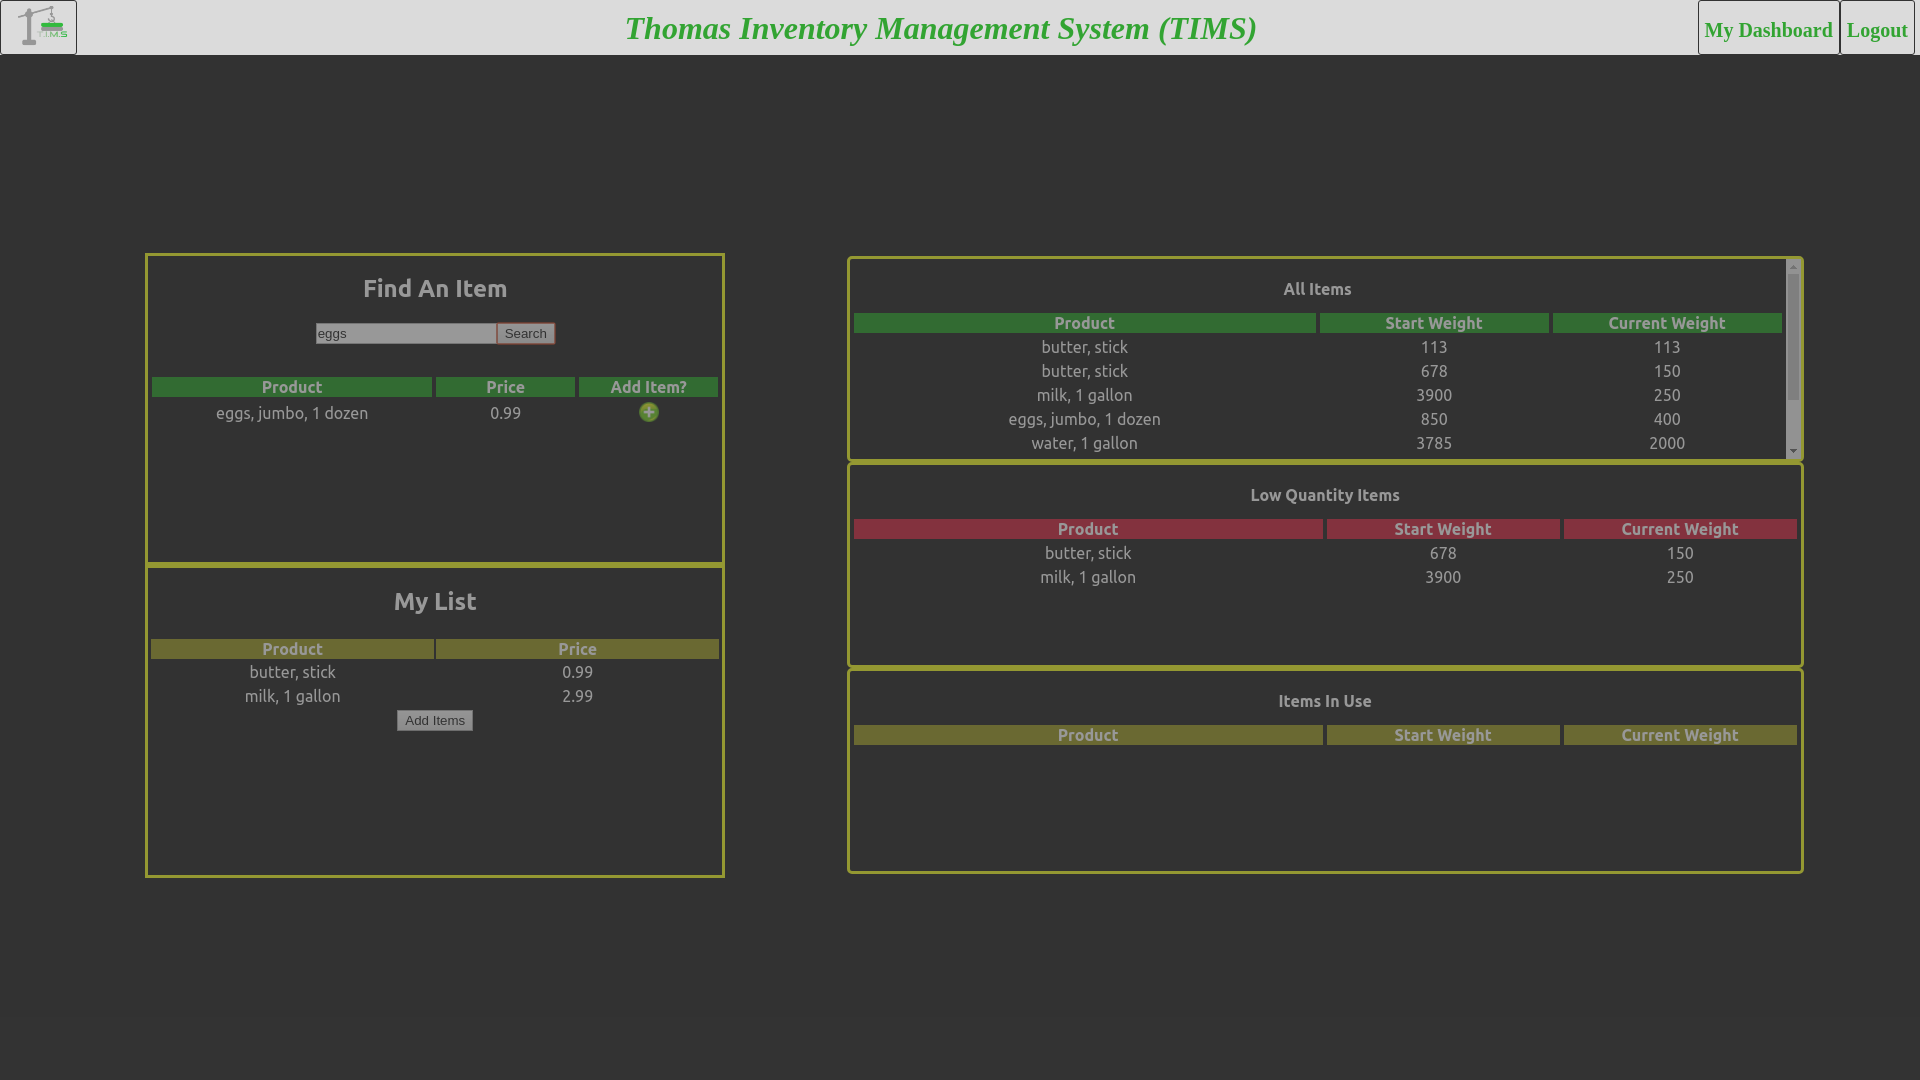 T.I.M.S
Thomas Inventory Management System (TIMS)
My Dashboard
Logout
Find An Item
eggs Search
Product Price Add Item?
eggs, jumbo, 1 dozen 0.99
My List
Product Price
butter, stick 0.99
milk, 1 gallon 2.99
Add Items
All Items
Product Start Weight Current Weight
butter, stick 113 113
butter, stick 678 150
milk, 1 gallon 3900 250
eggs, jumbo, 1 dozen 850 400
water, 1 gallon 3785 2000
Low Quantity Items
Product Start Weight Current Weight
butter, stick 678 150
milk, 1 gallon 3900 250
Items In Use
Product Start Weight Current Weight